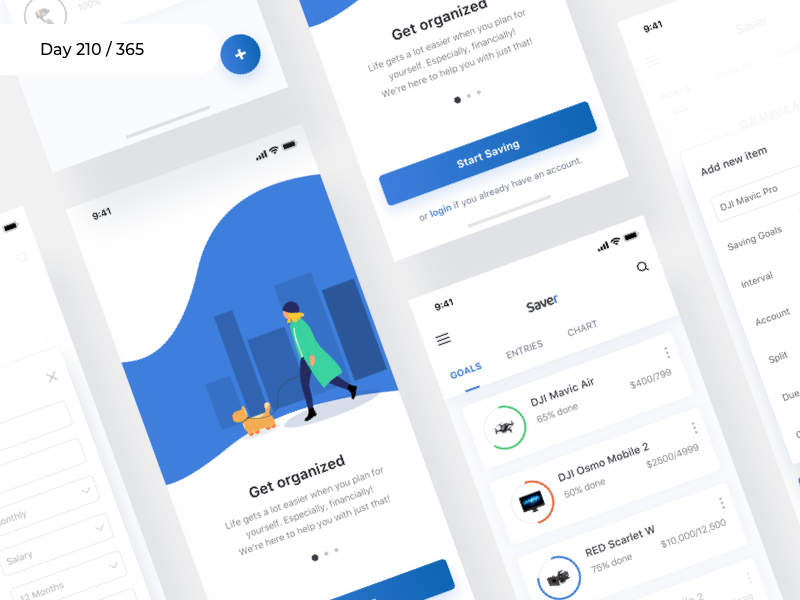 100%
Day 210 / 365
Get organized
Life gets a lot easier when you plan for
yourself. Especially, financially!
We're here to help you with just that!
Start Saving
or login if you already have an account.
9:41
Saver
GOALS
DJI Mavic Air
Add new item
DJI Mavic Pro
Saving Goals
Interval
Account
Split
Due
9:41
Get organized
Life gets a lot easier when you plan for
yourself. Especially, financially!
We're here to help you with just that!
9:41
Saver
GOALS ENTRIES CHART
DJI Mavic Air
65% done $400/799
DJI Osmo Mobile 2
50% done $2500/4999
RED Scarlet W
75% done $10,000/12,500
Salary
12 Months